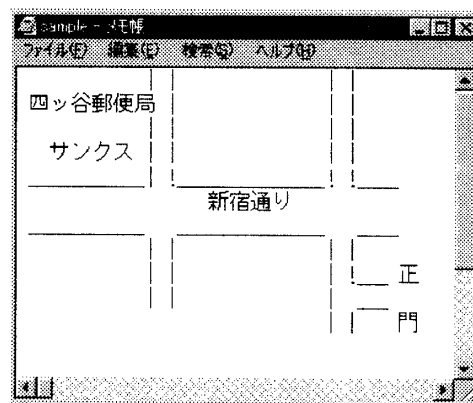 sample - メモ帳
ファイル(F) 編集(E) 検索(S) ヘルプ(H)
四ッ谷郵便局
サンクス
新宿通り
正
門